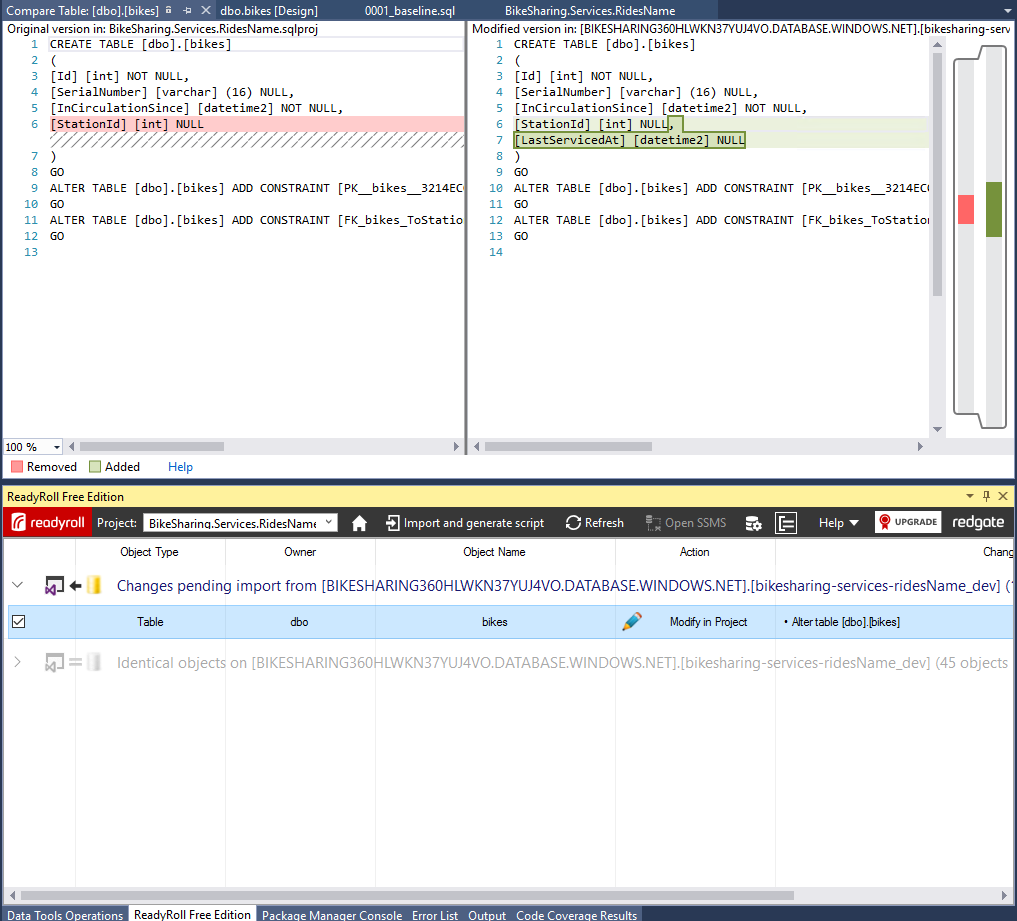 Compare Table: [dbo].[bikes] dbo.bikes [Design] 0001_baseline.sql BikeSharing.Services.RidesName
Original version in: BikeSharing.Services.RidesName.sqlproj
1 CREATE TABLE [dbo].[bikes]
2 (
3 [Id] [int] NOT NULL,
4 [SerialNumber] [varchar] (16) NULL,
5 [InCirculationSince] [datetime2] NOT NULL,
6 [StationId] [int] NULL
7 )
8 GO
9 ALTER TABLE [dbo].[bikes] ADD CONSTRAINT [PK__bikes__3214EC
10 GO
11 ALTER TABLE [dbo].[bikes] ADD CONSTRAINT [FK_bikes_ToStatio
12 GO
13
Modified version in: [BIKESHARING360HLWKN37YUJ4VO.DATABASE.WINDOWS.NET].[bikesharing-serv
1 CREATE TABLE [dbo].[bikes]
2 (
3 [Id] [int] NOT NULL,
4 [SerialNumber] [varchar] (16) NULL,
5 [InCirculationSince] [datetime2] NOT NULL,
6 [StationId] [int] NULL,
7 [LastServicedAt] [datetime2] NULL
8 )
9 GO
10 ALTER TABLE [dbo].[bikes] ADD CONSTRAINT [PK__bikes__3214EC
11 GO
12 ALTER TABLE [dbo].[bikes] ADD CONSTRAINT [FK_bikes_ToStation
13 GO
14
100 %
Removed Added Help
ReadyRoll Free Edition
readyroll Project: BikeSharing.Services.RidesName Import and generate script Refresh Open SSMS Help UPGRADE redgate
Object Type Owner Object Name Action Chang
Changes pending import from [BIKESHARING360HLWKN37YUJ4VO.DATABASE.WINDOWS.NET].[bikesharing-services-ridesName_dev] (1
Table dbo bikes Modify in Project • Alter table [dbo].[bikes]
Identical objects on [BIKESHARING360HLWKN37YUJ4VO.DATABASE.WINDOWS.NET].[bikesharing-services-ridesName_dev] (45 objects
Data Tools Operations ReadyRoll Free Edition Package Manager Console Error List Output Code Coverage Results